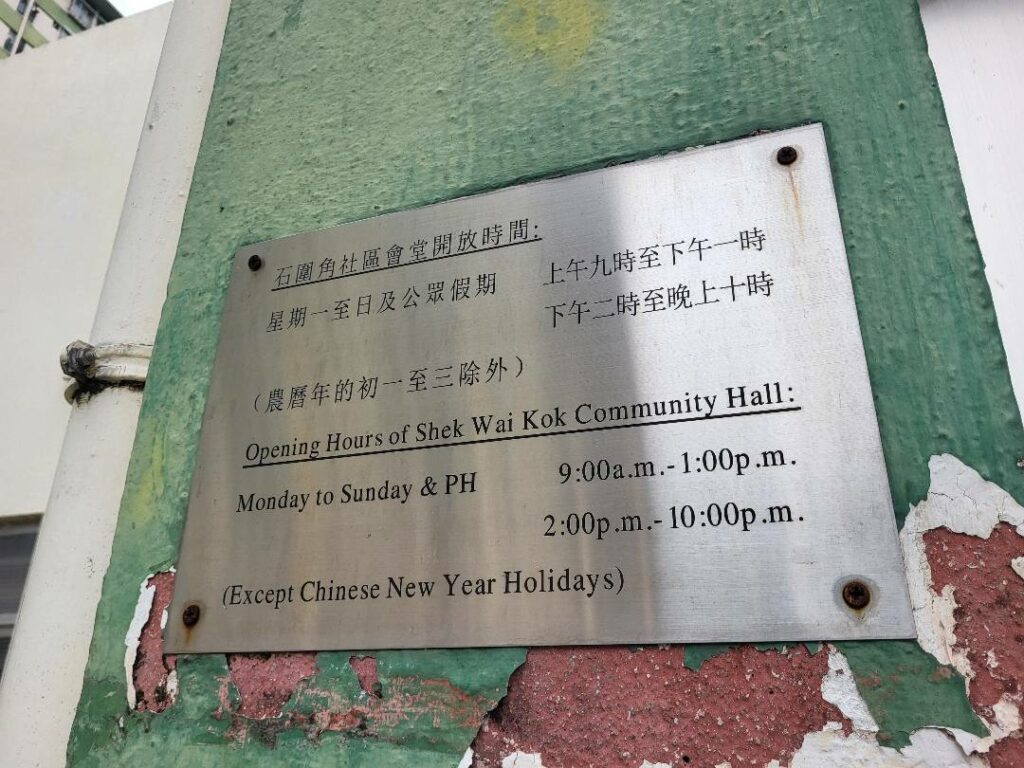 石圍角社區會堂開放時間:
星期一至日及公眾假期 上午九時至下午一時
下午二時至晚上十時
（農曆年的初一至三除外）
Opening Hours of Shek Wai Kok Community Hall:
Monday to Sunday & PH 9:00a.m.-1:00p.m.
2:00p.m.-10:00p.m.
(Except Chinese New Year Holidays)